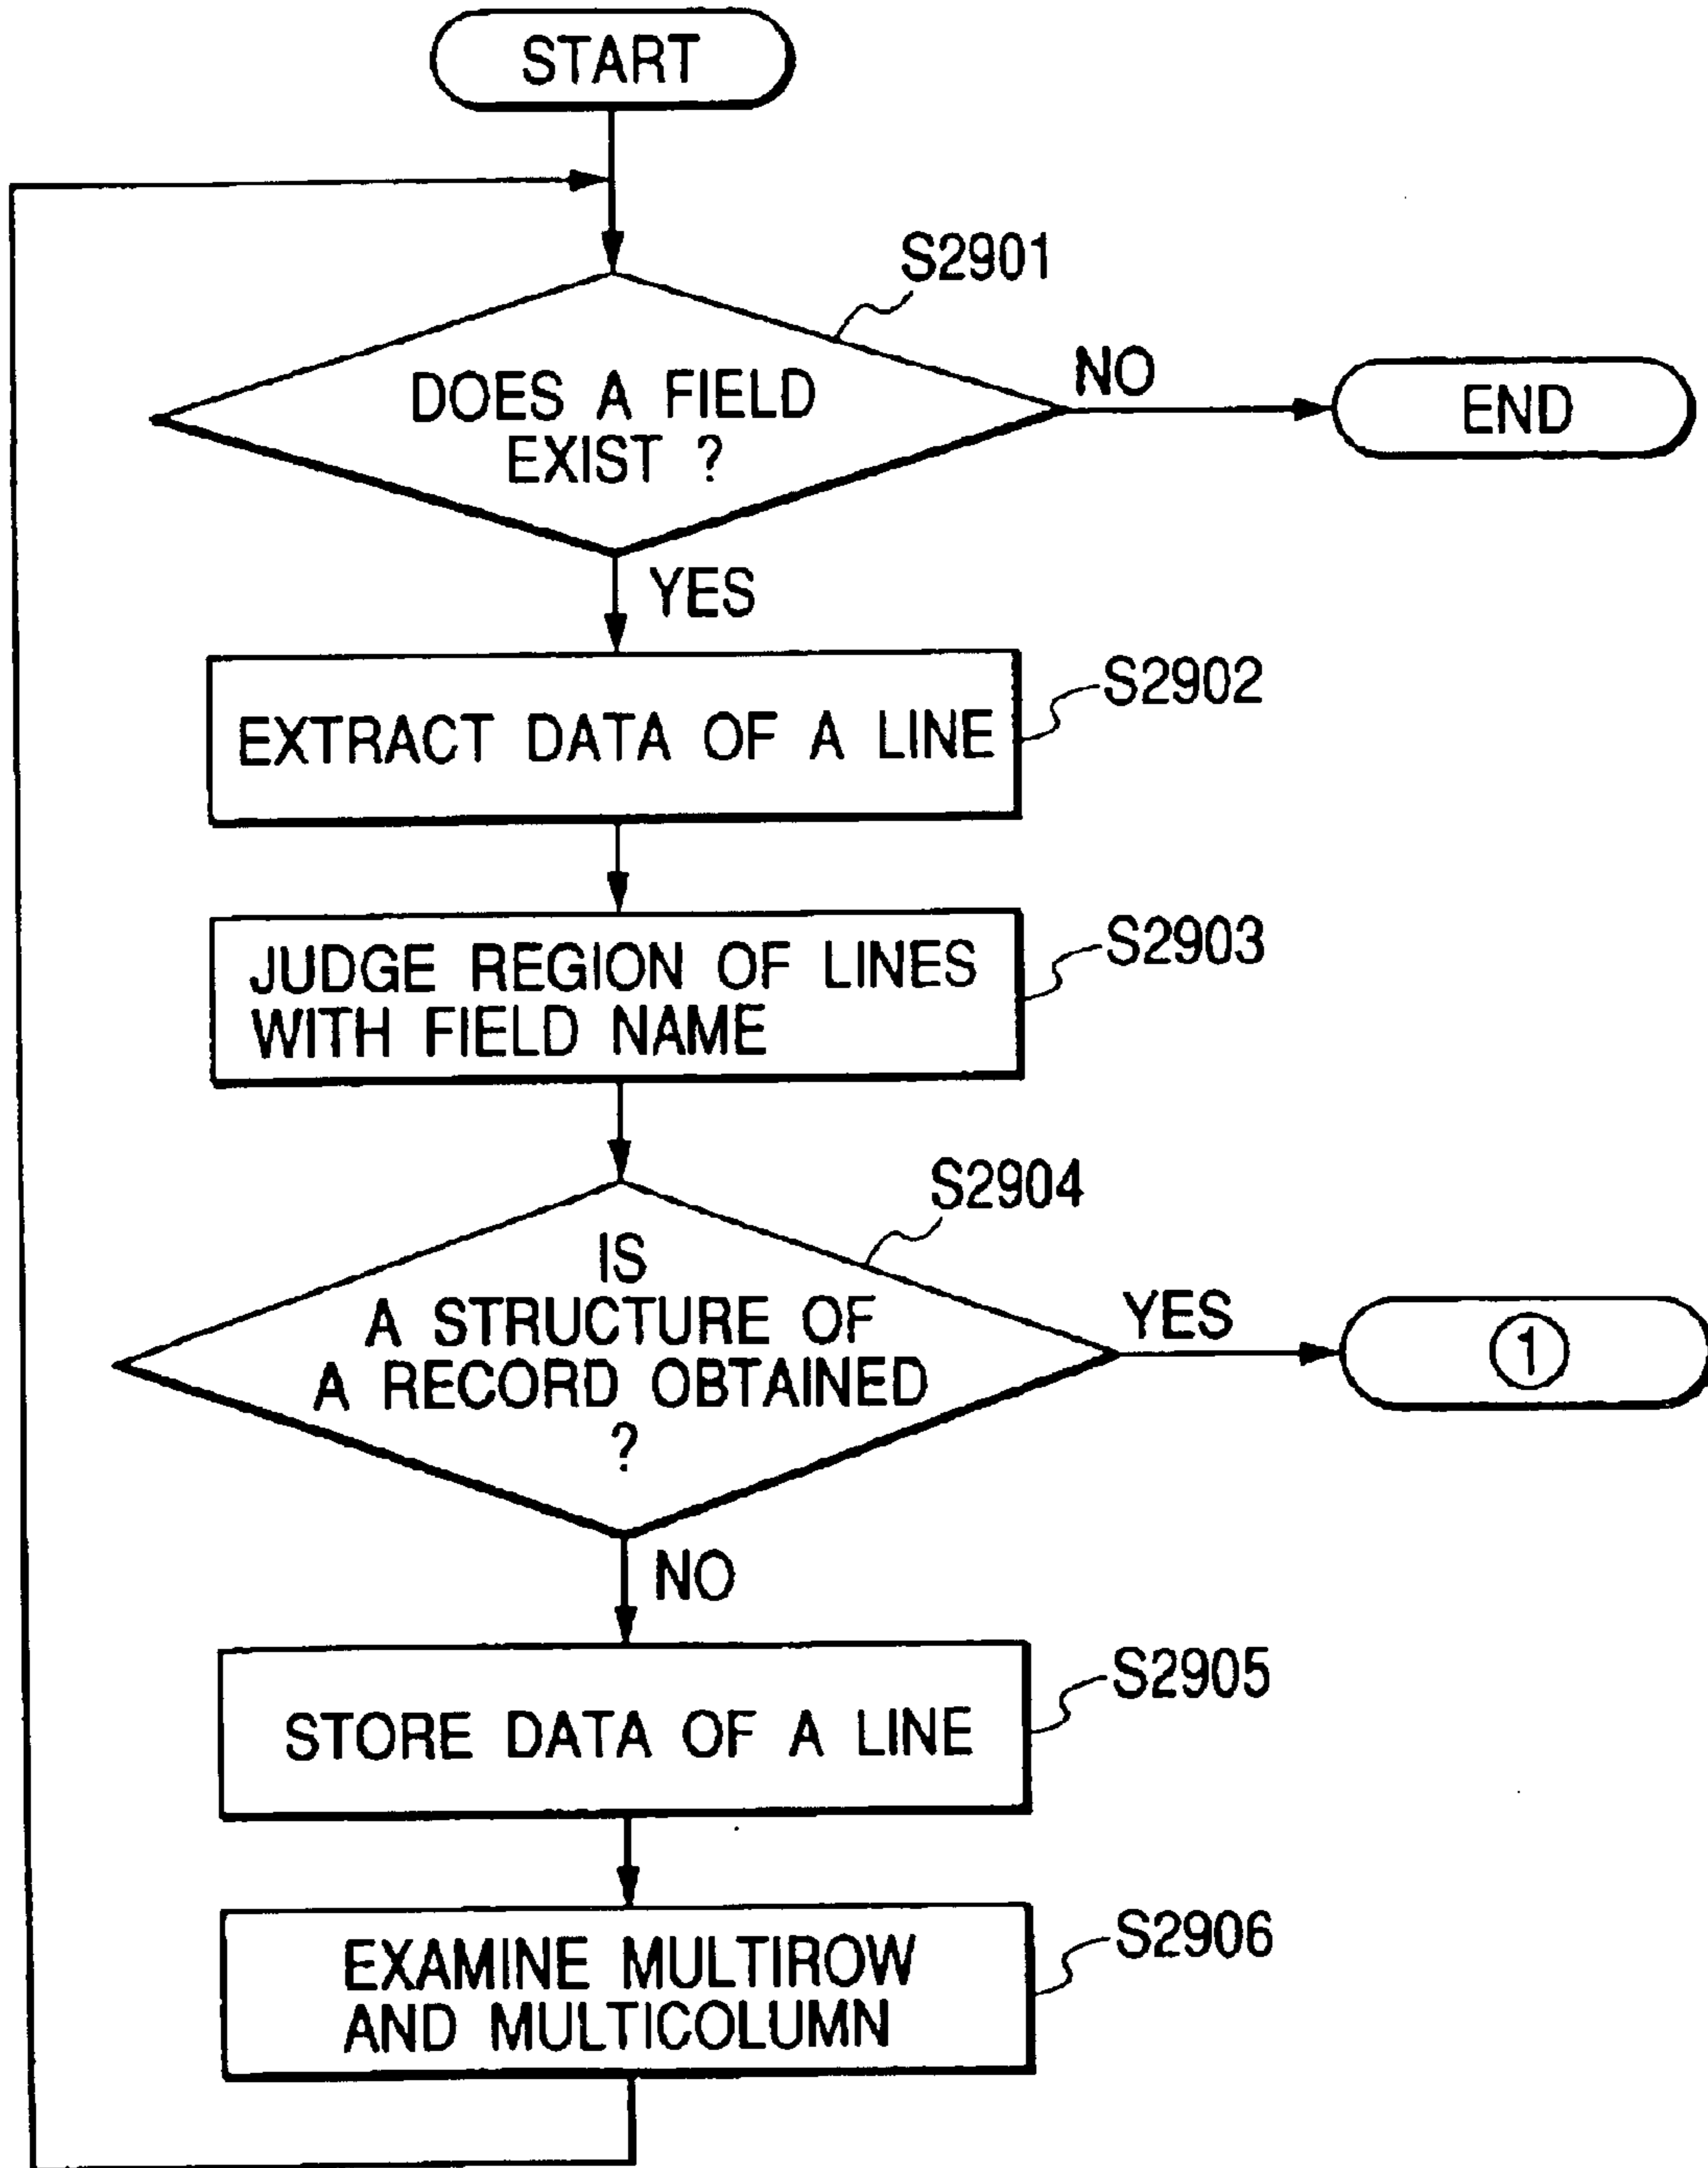 START
S2901
DOES A FIELD
EXIST ?
NO
END
YES
S2902
EXTRACT DATA OF A LINE
S2903
JUDGE REGION OF LINES
WITH FIELD NAME
S2904
IS
A STRUCTURE OF
A RECORD OBTAINED
?
YES
1
NO
S2905
STORE DATA OF A LINE
S2906
EXAMINE MULTIROW
AND MULTICOLUMN